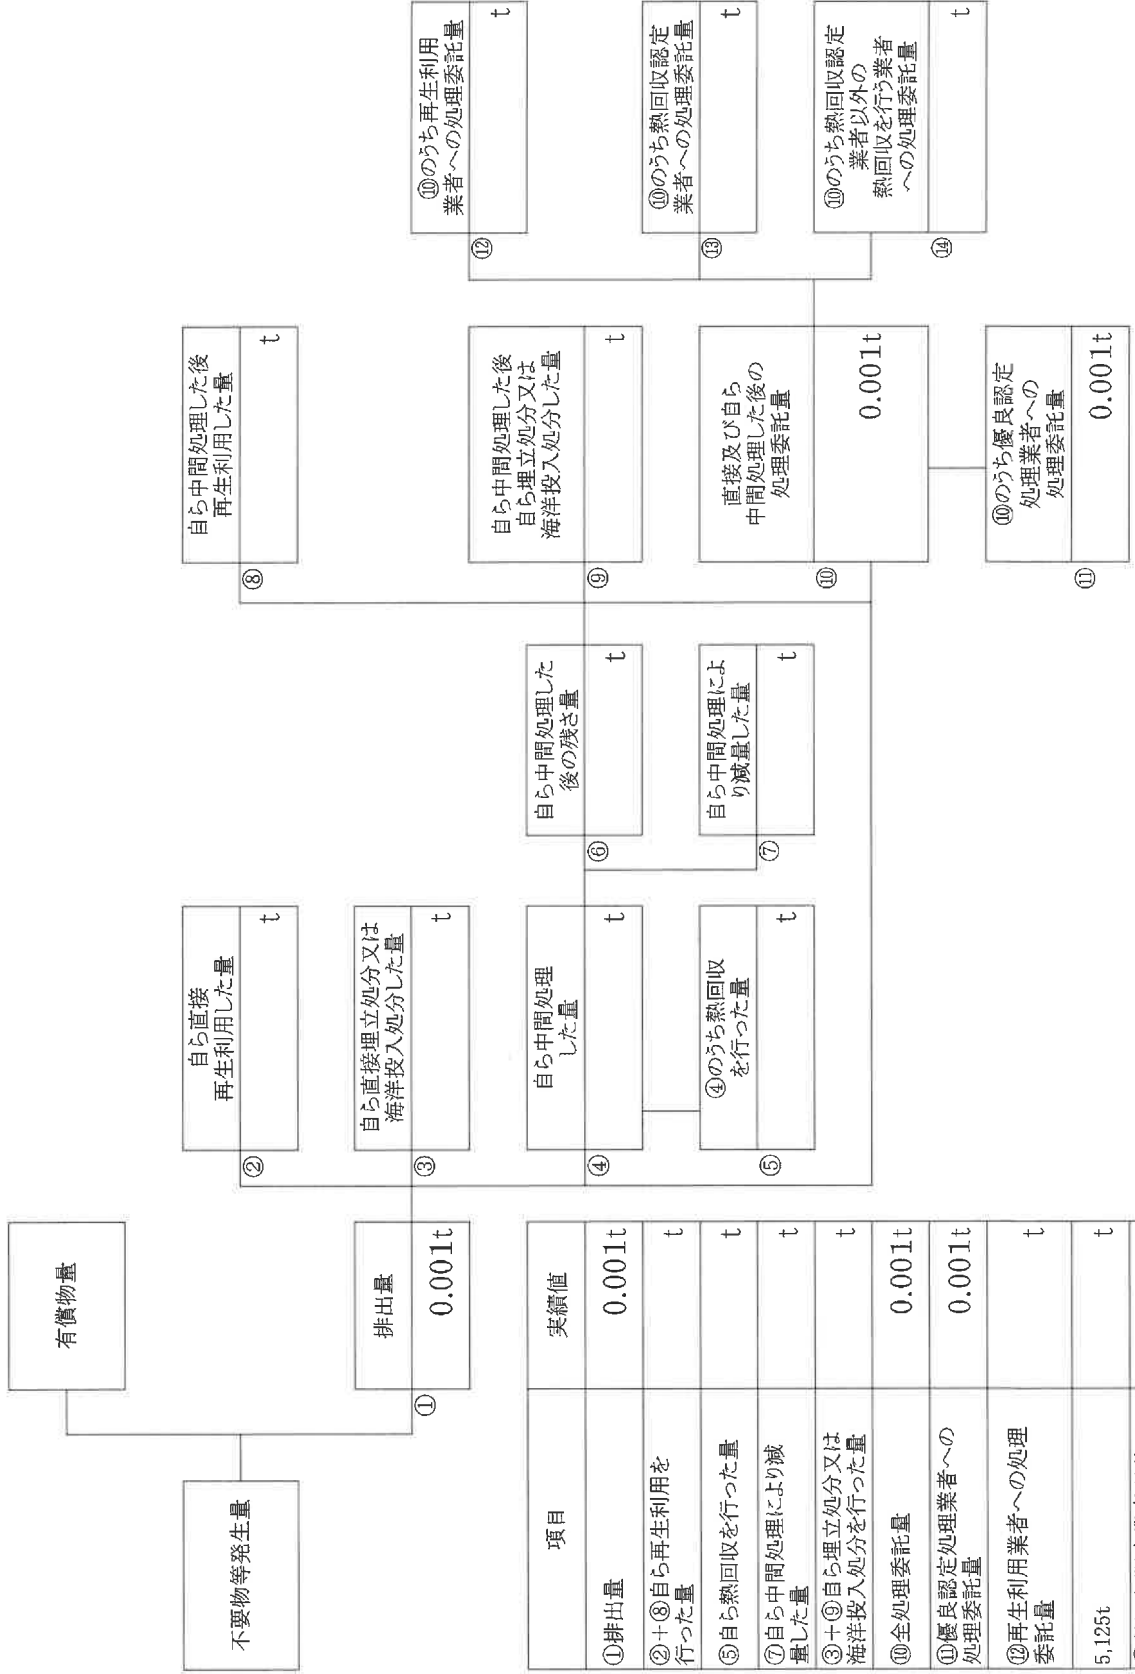 不要物等発生量
有償物量
①
排出量
0.001t
②
自ら直接
再生利用した量
t
③
自ら直接埋立処分又は
海洋投入処分した量
t
④
自ら中間処理
した量
t
⑤
④のうち熱回収
を行った量
t
⑥
自ら中間処理した
後の残さ量
t
⑦
自ら中間処理によ
り減量した量
t
⑧
自ら中間処理した後
再生利用した量
t
⑨
自ら中間処理した後
自ら埋立処分又は
海洋投入処分した量
t
⑩
直接及び自ら
中間処理した後の
処理委託量
0.001t
⑪
⑩のうち優良認定
処理業者への
処理委託量
0.001t
⑫
⑩のうち再生利用
業者への処理委託量
t
⑬
⑩のうち熱回収認定
業者への処理委託量
t
⑭
⑩のうち熱回収認定
業者以外の
熱回収を行う業者
への処理委託量
t
項目 実績値
①排出量 0.001t
②+⑧自ら再生利用を
行った量 t
⑤自ら熱回収を行った量 t
⑦自ら中間処理により減
量した量 t
③+⑨自ら埋立処分又は
海洋投入処分を行った量 t
⑩全処理委託量 0.001t
⑪優良認定処理業者への
処理委託量 0.001t
⑫再生利用業者への処理
委託量 t
5,125t t